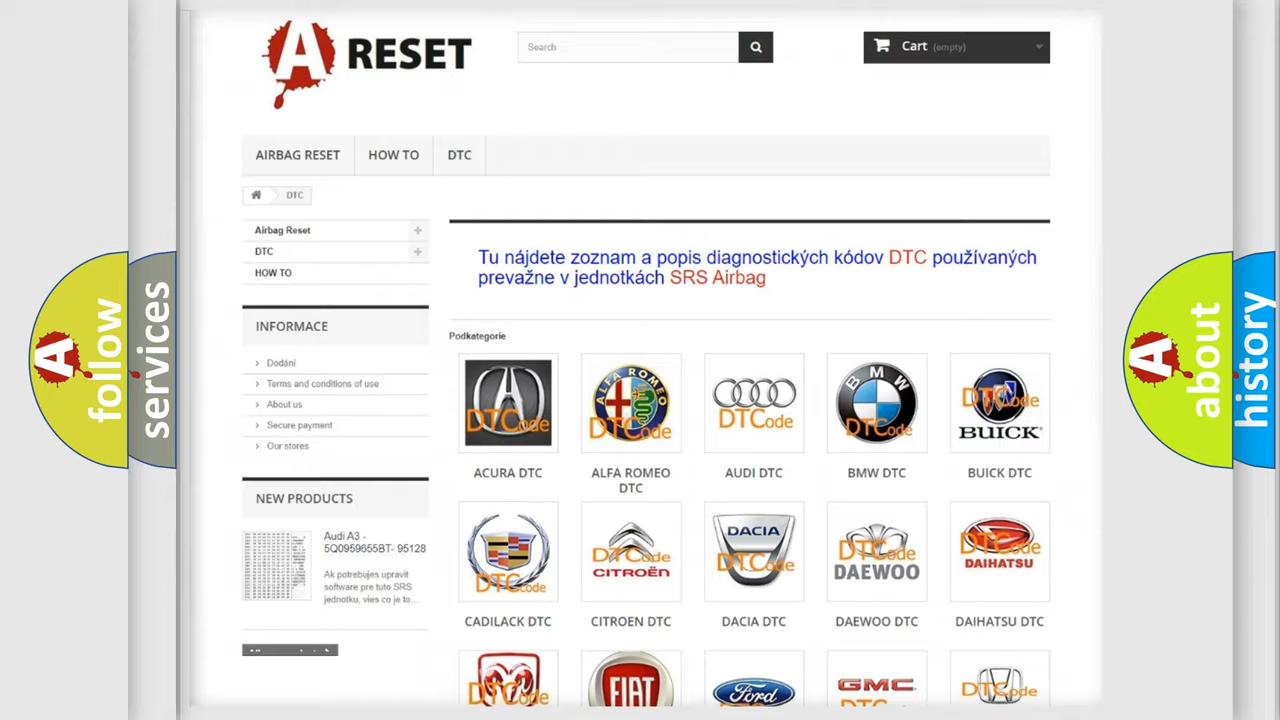 A RESET
Search
Cart (empty)
AIRBAG RESET
HOW TO
DTC
DTC
Airbag Reset
DTC
HOW TO
Tu nájdete zoznam a popis diagnostických kódov DTC používaných
prevažne v jednotkách SRS Airbag
Podkategorie
INFORMACE
Dodání
Terms and conditions of use
About us
Secure payment
Our stores
NEW PRODUCTS
Audi A3 -
5Q0959655BT- 95128
Ak potrebujes upravit
software pre tuto SRS
jednotku, vies co je to...
DTCode
ACURA DTC
ALFA ROMEO
DTCode
ALFA ROMEO
DTC
DTCode
AUDI DTC
BMW
DTCode
BMW DTC
DTCode
BUICK
BUICK DTC
DTCode
CADILACK DTC
DTCode
CITROËN
CITROEN DTC
DACIA
DTCode
DACIA DTC
DTCode
DAEWOO
DAEWOO DTC
DTCode
DAIHATSU
DAIHATSU DTC
DTCode
FIAT
Ford
GMC
DTCode
A follow
services
A about
history